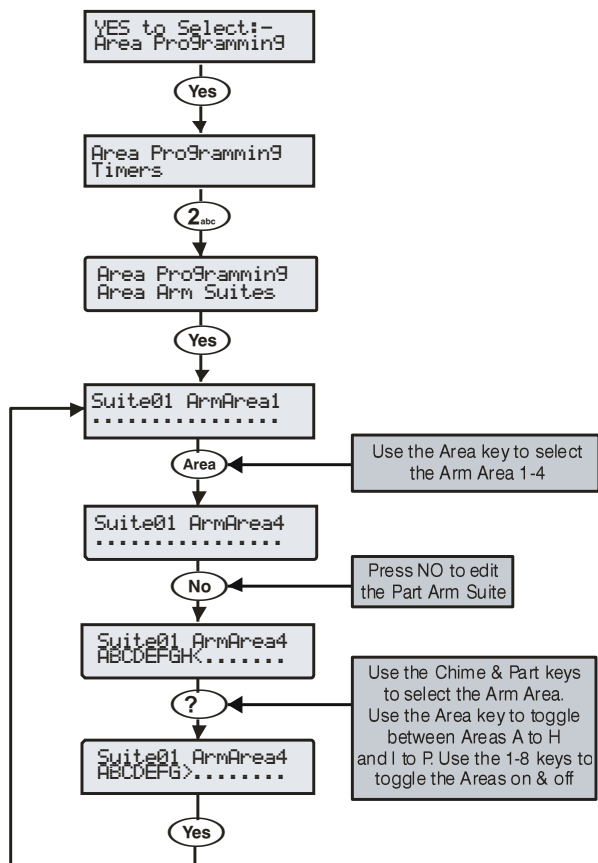 YES to Select:-
Area Programming
Yes
Area Programming
Timers
2abc
Area Programming
Area Arm Suites
Yes
Suite01 ArmArea1
................
Area
Use the Area key to select
the Arm Area 1-4
Suite01 ArmArea4
................
No
Press NO to edit
the Part Arm Suite
Suite01 ArmArea4
ABCDEFGH<.......
?
Use the Chime & Part keys
to select the Arm Area.
Use the Area key to toggle
between Areas A to H
and I to P. Use the 1-8 keys to
toggle the Areas on & off
Suite01 ArmArea4
ABCDEFG>........
Yes